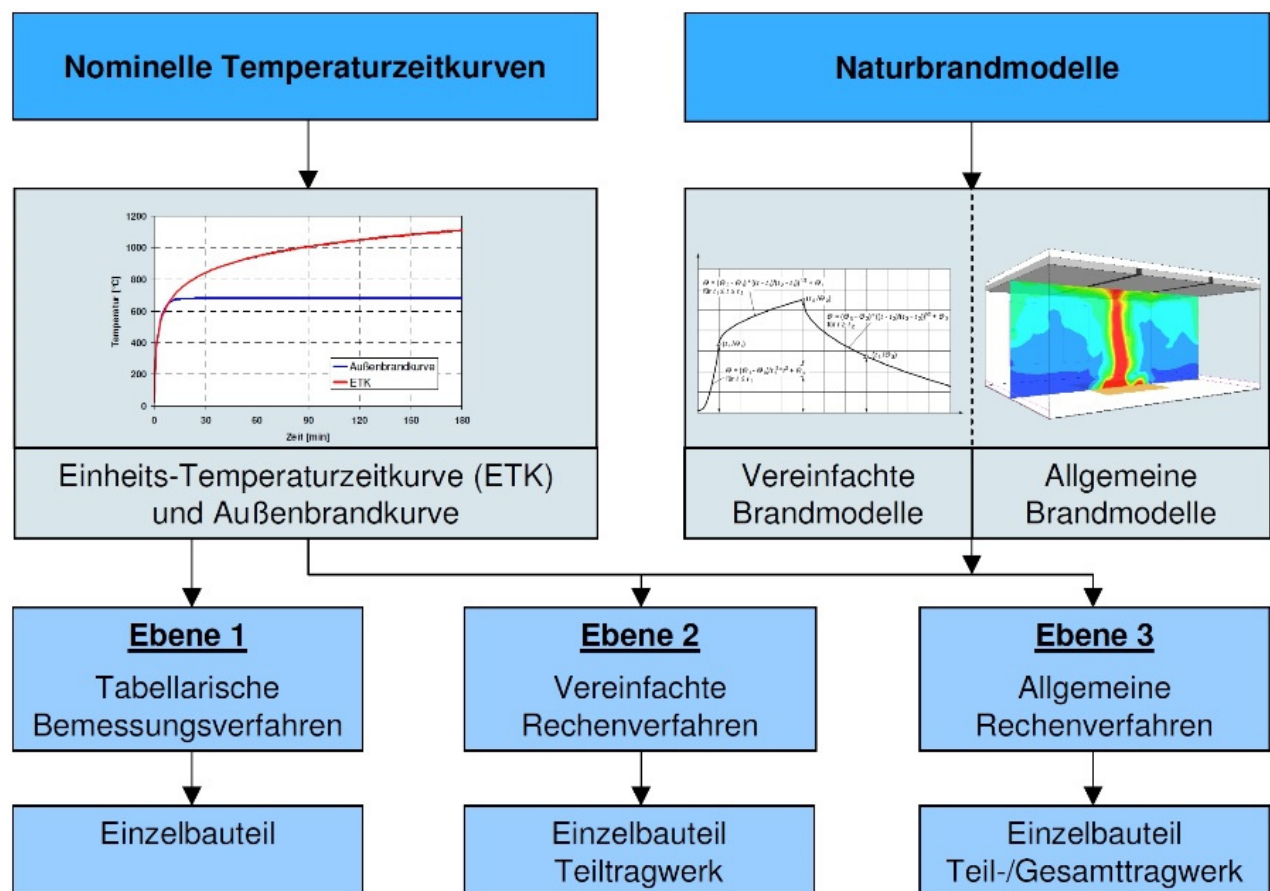 Nominelle Temperaturzeitkurven
Naturbrandmodelle
Temperatur [°C]
1200
1000
800
600
400
200
0
Außenbrandkurve
ETK
0 30 60 90 120 150 180
Zeit [min]
Einheits-Temperaturzeitkurve (ETK)
und Außenbrandkurve
Vereinfachte
Brandmodelle
Allgemeine
Brandmodelle
Ebene 1
Tabellarische
Bemessungsverfahren
Ebene 2
Vereinfachte
Rechenverfahren
Ebene 3
Allgemeine
Rechenverfahren
Einzelbauteil
Einzelbauteil
Teiltragwerk
Einzelbauteil
Teil-/Gesamttragwerk